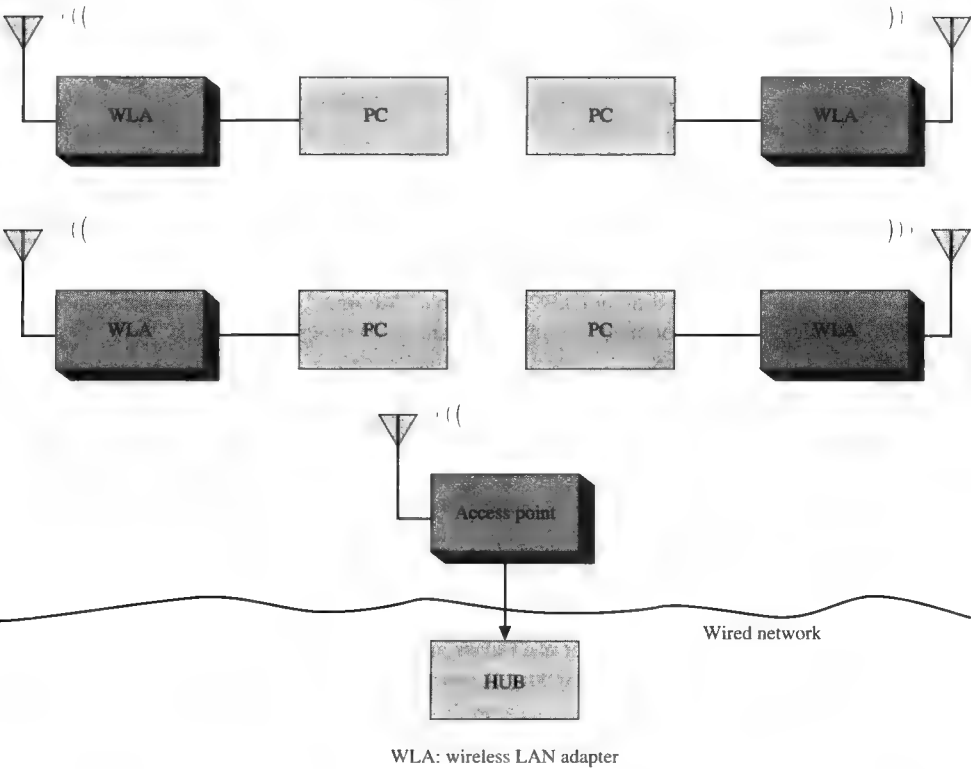 WLA PC PC WLA
WLA PC PC WLA
Access point
Wired network
HUB
WLA: wireless LAN adapter